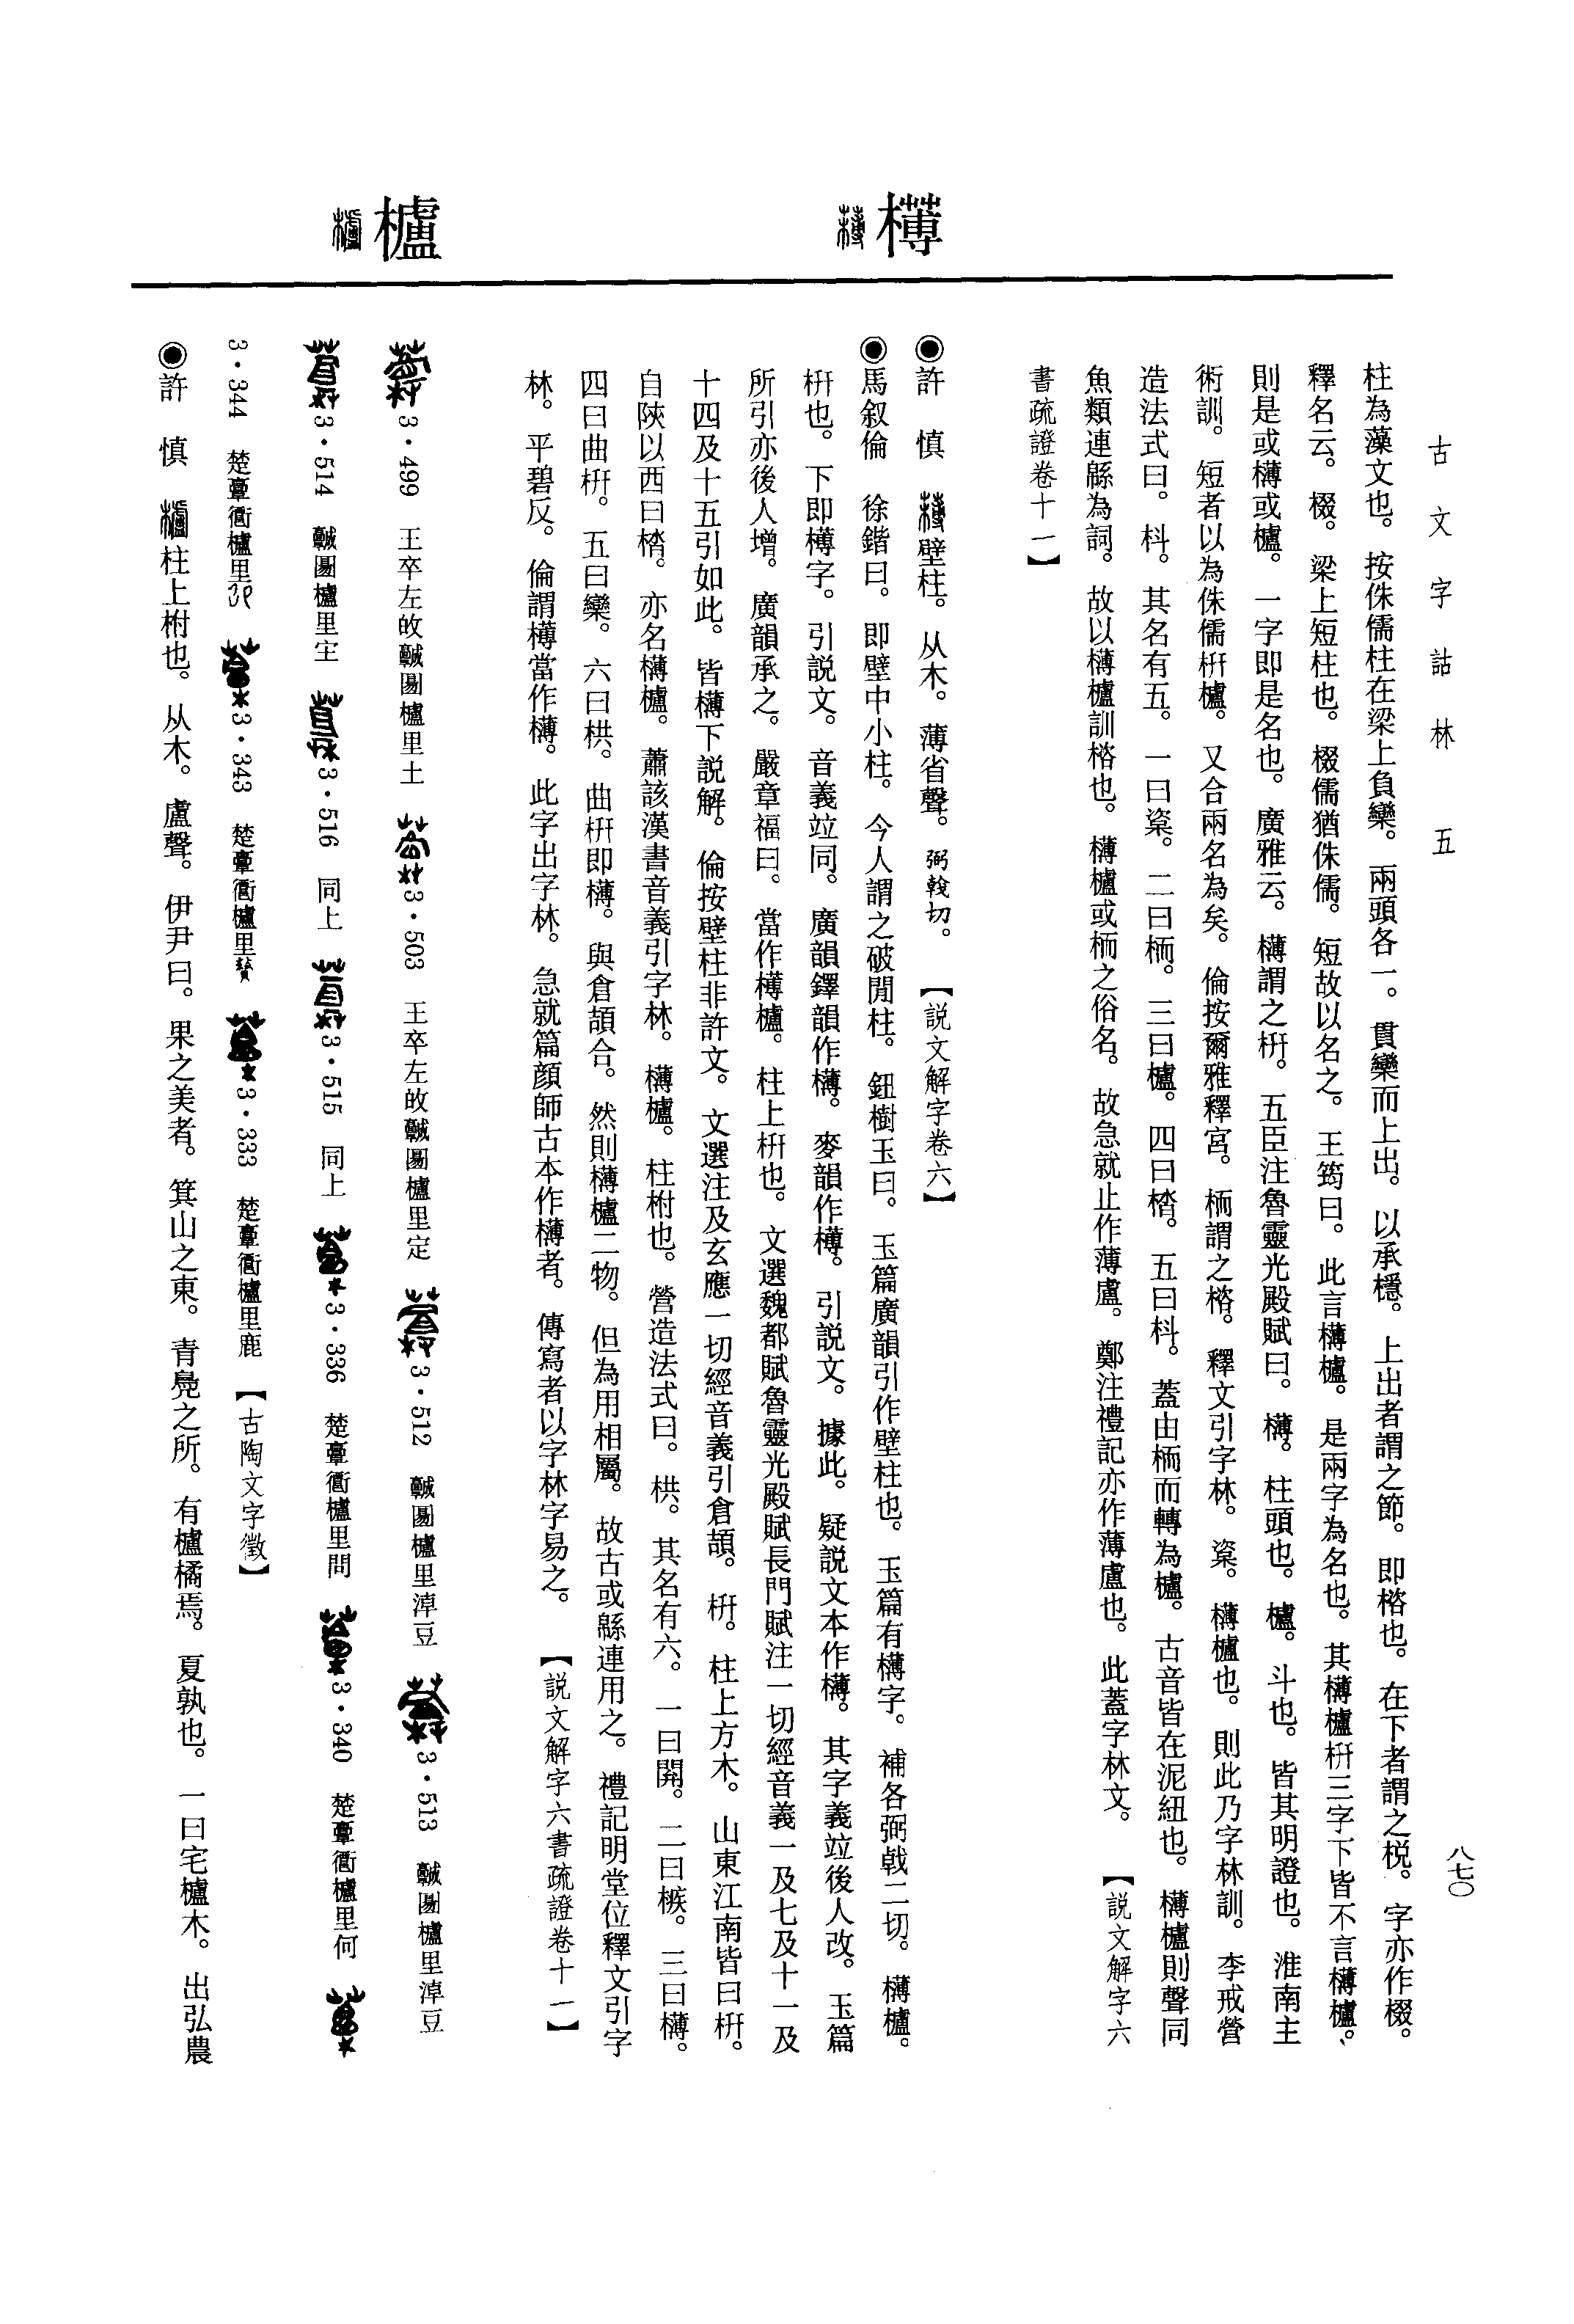 古文字詁林 五
八七〇
柱為藻文也。按侏儒柱在梁上負欒。兩頭各一。貫欒而上出。以承檼。上出者謂之節。即楶也。在下者謂之棁。字亦作棳。
釋名云。棳。梁上短柱也。棳儒猶侏儒。短故以名之。王筠曰。此言欂櫨。是兩字為名也。其欂櫨枅三字下皆不言欂櫨。
則是或欂或櫨。一字即是名也。廣雅云。欂謂之枅。五臣注魯靈光殿賦曰。欂。柱頭也。櫨。斗也。皆其明證也。淮南主
術訓。短者以為侏儒枅櫨。又合兩名為矣。倫按爾雅釋宮。栭謂之楶。釋文引字林。楶。欂櫨也。則此乃字林訓。李戒營
造法式曰。枓。其名有五。一曰楶。二曰栭。三曰櫨。四曰楷。五曰枓。蓋由栭而轉為櫨。古音皆在泥紐也。欂櫨則聲同
魚類連緜為詞。故以欂櫨訓楶也。欂櫨或栭之俗名。故急就止作薄盧。鄭注禮記亦作薄廬也。此蓋字林文。 【說文解字六
書疏證卷十一】
欂
◉許 慎 壁柱。从木。薄省聲。弼戟切。 【說文解字卷六】
◉馬叙倫 徐鍇曰。即壁中小柱。今人謂之破閒柱。鈕樹玉曰。玉篇廣韻引作壁柱也。玉篇有欂字。補各弼戟二切。欂櫨。
枅也。下即榑字。引說文。音義竝同。廣韻鐸韻作欂。麥韻作榑。引說文。據此。疑說文本作欂。其字義竝後人改。玉篇
所引亦後人增。廣韻承之。嚴章福曰。當作榑櫨。柱上枅也。文選魏都賦魯靈光殿賦長門賦注一切經音義一及七及十一及
十四及十五引如此。皆欂下說解。倫按壁柱非許文。文選注及玄應一切經音義引倉頡。枅。柱上方木。山東江南皆曰枅。
自陝以西曰楷。亦名欂櫨。蕭該漢書音義引字林。欂櫨。柱柎也。營造法式曰。栱。其名有六。一曰閞。二曰槉。三曰欂。
四曰曲枅。五曰欒。六曰栱。曲枅即欂。與倉頡合。然則欂櫨二物。但為用相屬。故古或緜連用之。禮記明堂位釋文引字
林。平碧反。倫謂榑當作欂。此字出字林。急就篇顏師古本作欂者。傳寫者以字林字易之。 【說文解字六書疏證卷十一】
櫨
3·499 王卒左敀 圖櫨里土 3·503 王卒左敀 圖櫨里定 3·512 圖櫨里淖豆 3·513 圖櫨里淖豆
3·514 圖櫨里宔 3·516 同上 3·515 同上 3·336 楚 衢櫨里問 3·340 楚 衢櫨里何
3·344 楚 衢櫨里 3·343 楚 衢櫨里 3·333 楚 衢櫨里鹿 【古陶文字徵】
◉許 慎 柱上柎也。从木。盧聲。伊尹曰。果之美者。箕山之東。青鳧之所。有櫨橘焉。夏孰也。一曰宅櫨木。出弘農